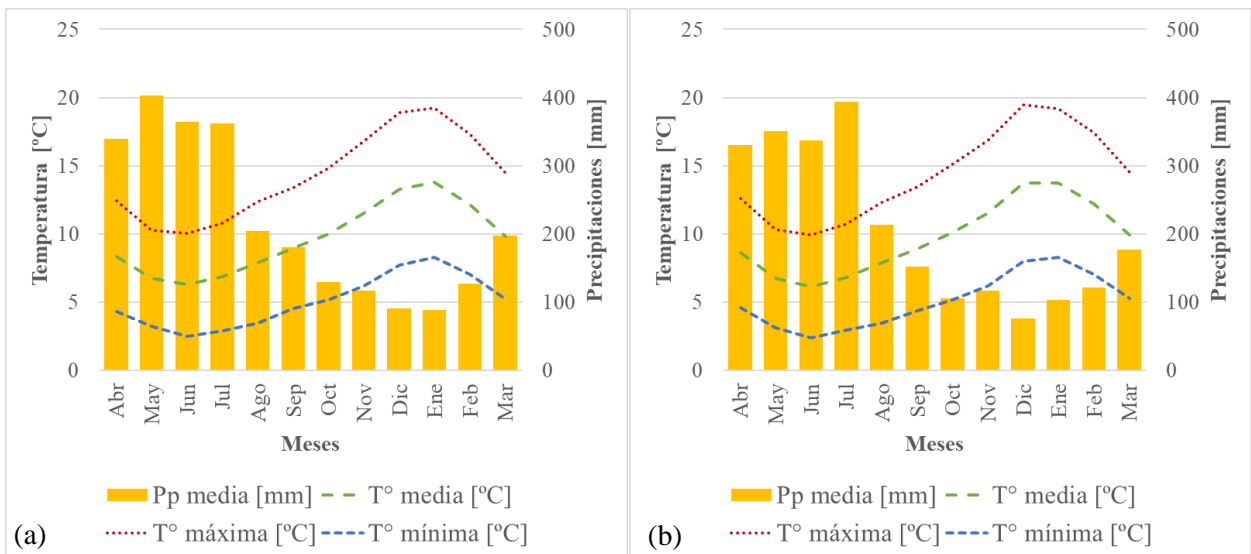 25
20
15
10
5
0
Temperatura [ºC]
500
400
300
200
100
0
Precipitaciones [mm]
Abr May Jun Jul Ago Sep Oct Nov Dic Ene Feb Mar
Meses
Pp media [mm] T° media [ºC]
T° máxima [ºC] T° mínima [ºC]
(a)
25
20
15
10
5
0
Temperatura [ºC]
500
400
300
200
100
0
Precipitaciones [mm]
Abr May Jun Jul Ago Sep Oct Nov Dic Ene Feb Mar
Meses
Pp media [mm] T° media [ºC]
T° máxima [ºC] T° mínima [ºC]
(b)